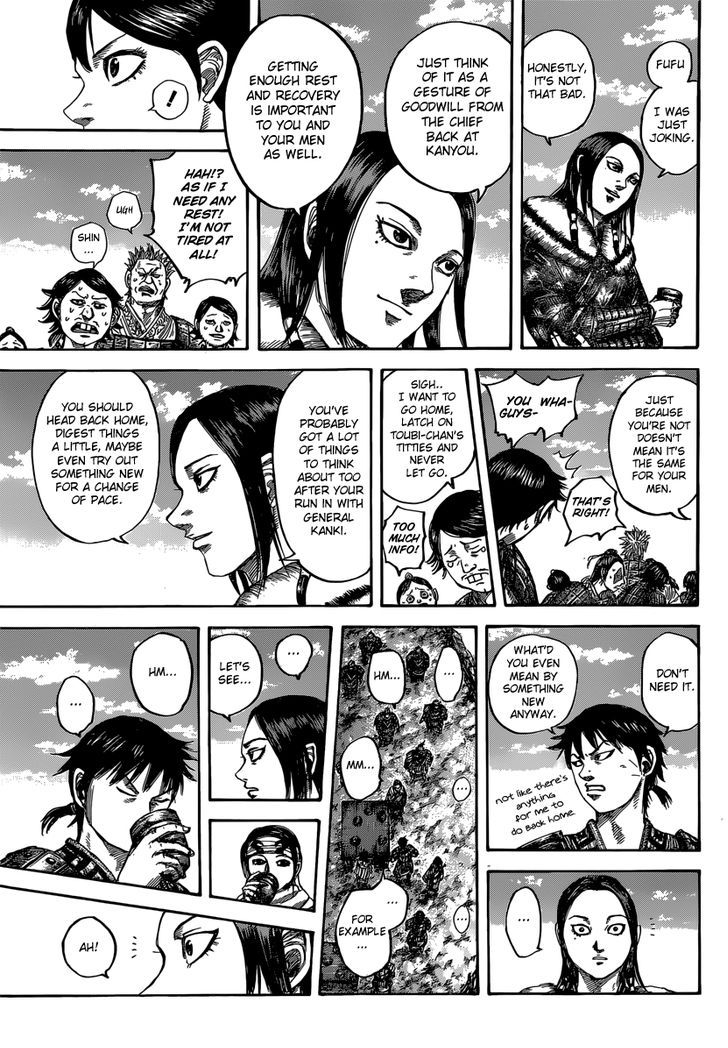 FUFU
I WAS
JUST
JOKING.
HONESTLY,
IT'S NOT
THAT BAD.
JUST THINK
OF IT AS A
GESTURE OF
GOODWILL FROM
THE CHIEF
BACK AT
KANYOU.
GETTING
ENOUGH REST
AND RECOVERY
IS IMPORTANT
TO YOU AND
YOUR MEN
AS WELL.
!
HAH!?
AS IF I
NEED ANY
REST!
I'M NOT
TIRED AT
ALL!
UGH
SHIN
...
JUST
BECAUSE
YOU'RE NOT
DOESN'T
MEAN IT'S
THE SAME
FOR YOUR
MEN.
YOU WHA-
GUYS-
THAT'S
RIGHT!
SIGH..
I WANT TO
GO HOME,
LATCH ON
TOUBI-CHAN'S
TITTIES AND
NEVER
LET GO.
TOO
MUCH
INFO!
YOU'VE
PROBABLY
GOT A LOT
OF THINGS
TO THINK
ABOUT TOO
AFTER YOUR
RUN IN WITH
GENERAL
KANKI.
YOU SHOULD
HEAD BACK HOME,
DIGEST THINGS
A LITTLE, MAYBE
EVEN TRY OUT
SOMETHING NEW
FOR A CHANGE
OF PACE.
DON'T
NEED IT.
WHAT'D
YOU EVEN
MEAN BY
SOMETHING
NEW
ANYWAY.
not like there's
anything
for me to
do back home
...
...
HM...
...
MM...
...
FOR
EXAMPLE
...
...
LET'S
SEE...
HM...
...
AH!